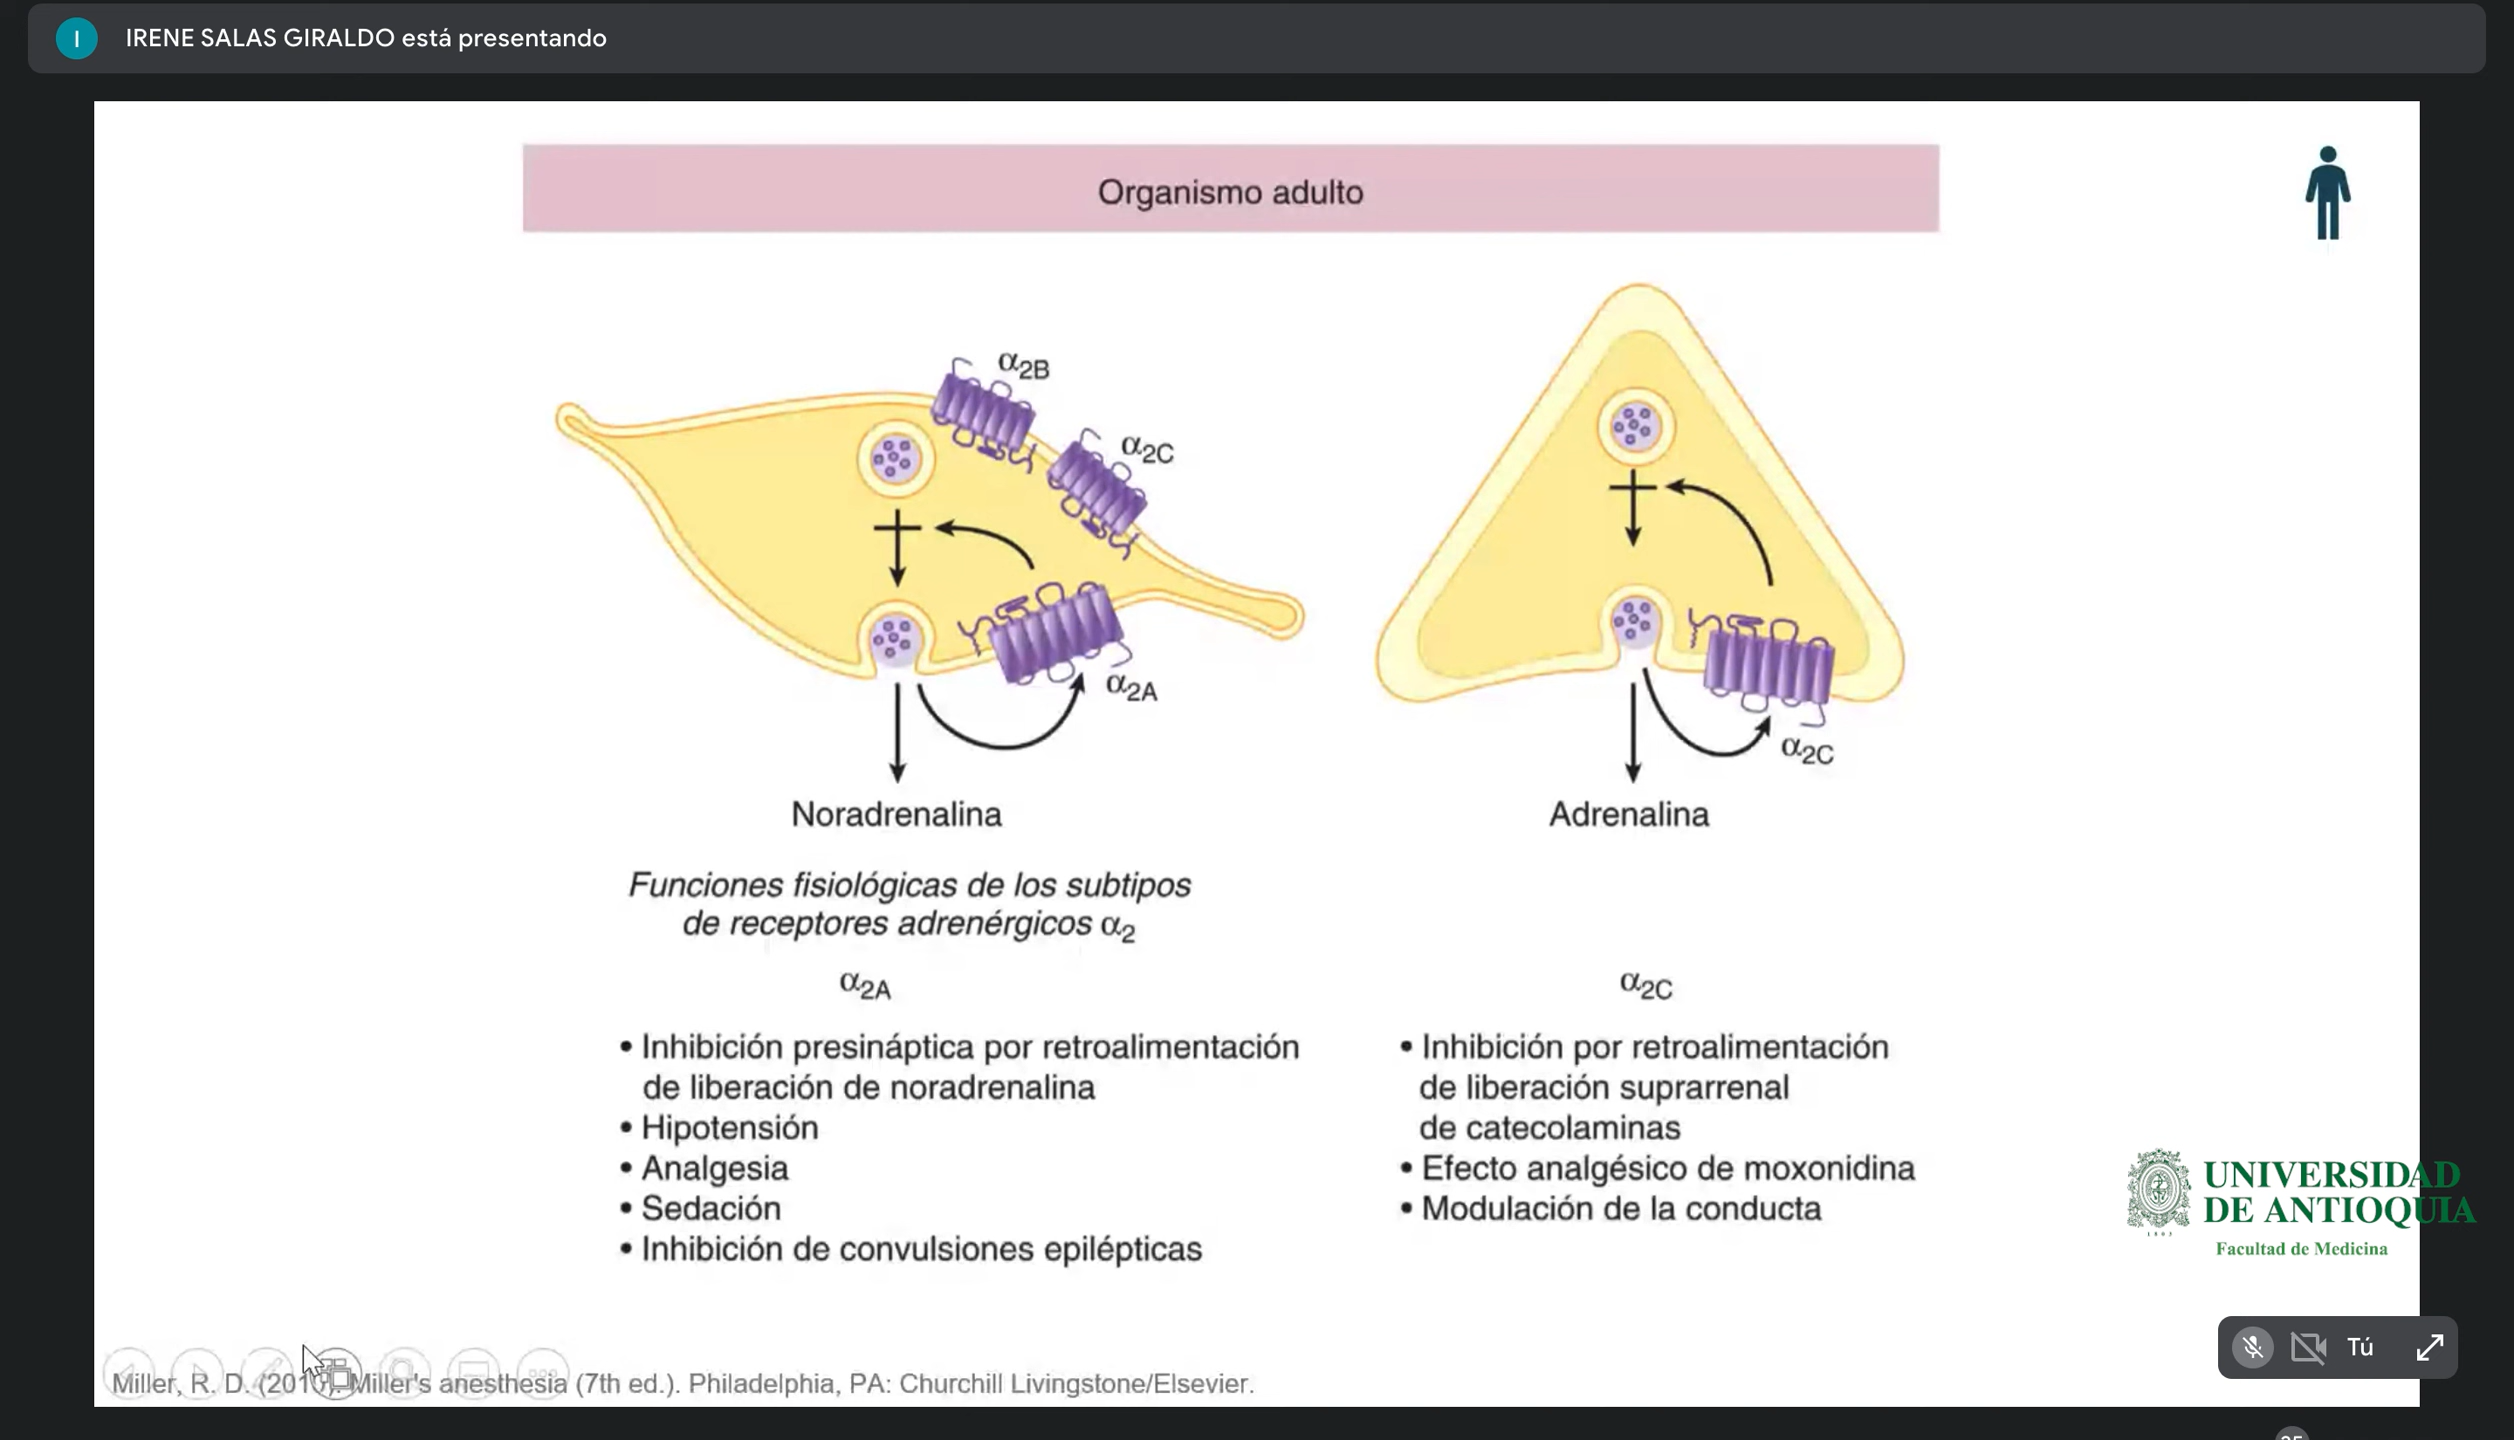 I
IRENE SALAS GIRALDO está presentando
Organismo adulto
α2B
α2C
α2A
α2C
Noradrenalina
Adrenalina
Funciones fisiológicas de los subtipos
de receptores adrenérgicos α2
α2A
• Inhibición presináptica por retroalimentación
de liberación de noradrenalina
• Hipotensión
• Analgesia
• Sedación
• Inhibición de convulsiones epilépticas
α2C
• Inhibición por retroalimentación
de liberación suprarrenal
de catecolaminas
• Efecto analgésico de moxonidina
• Modulación de la conducta
UNIVERSIDAD
DE ANTIOQUIA
1803
Facultad de Medicina
Tú
Miller, R. D. Miller's anesthesia (7th ed.). Philadelphia, PA: Churchill Livingstone/Elsevier.